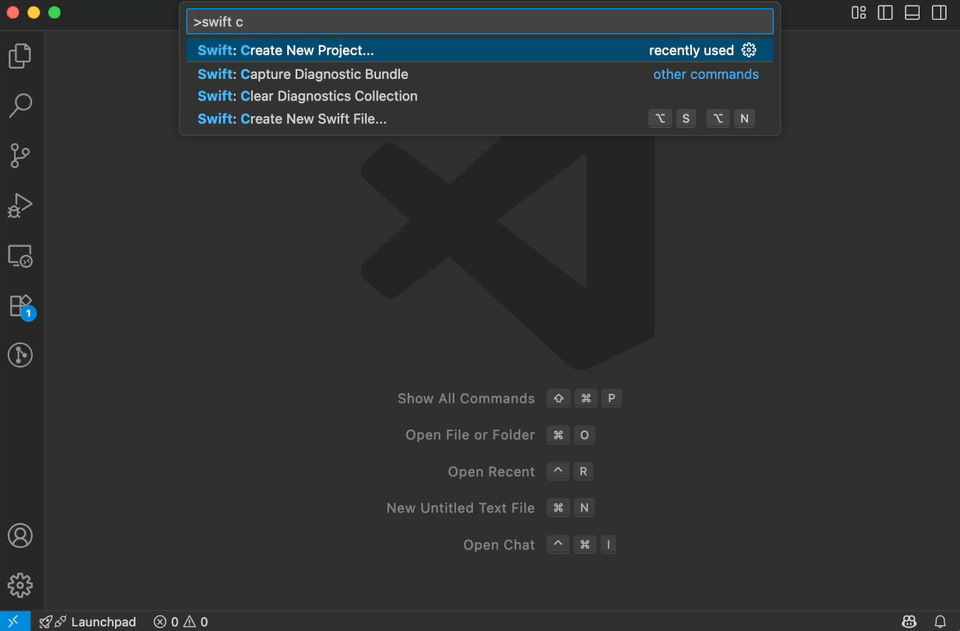 >swift c
Swift: Create New Project... recently used
Swift: Capture Diagnostic Bundle other commands
Swift: Clear Diagnostics Collection
Swift: Create New Swift File... ⌥ S ⌥ N
Show All Commands ⇧ ⌘ P
Open File or Folder ⌘ O
Open Recent ^ R
New Untitled Text File ⌘ N
Open Chat ^ ⌘ I
1
Launchpad 0 0